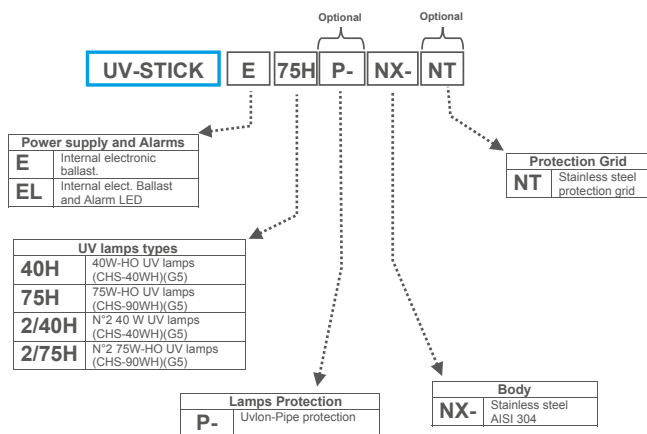 Optional
Optional
UV-STICK E 75H P- NX- NT
Power supply and Alarms
E Internal electronic
ballast.
EL Internal elect. Ballast
and Alarm LED
Protection Grid
NT Stainless steel
protection grid
UV lamps types
40H 40W-HO UV lamps
(CHS-40WH)(G5)
75H 75W-HO UV lamps
(CHS-90WH)(G5)
2/40H N°2 40 W UV lamps
(CHS-40WH)(G5)
2/75H N°2 75W-HO UV lamps
(CHS-90WH)(G5)
Lamps Protection
P- Uvlon-Pipe protection
Body
NX- Stainless steel
AISI 304